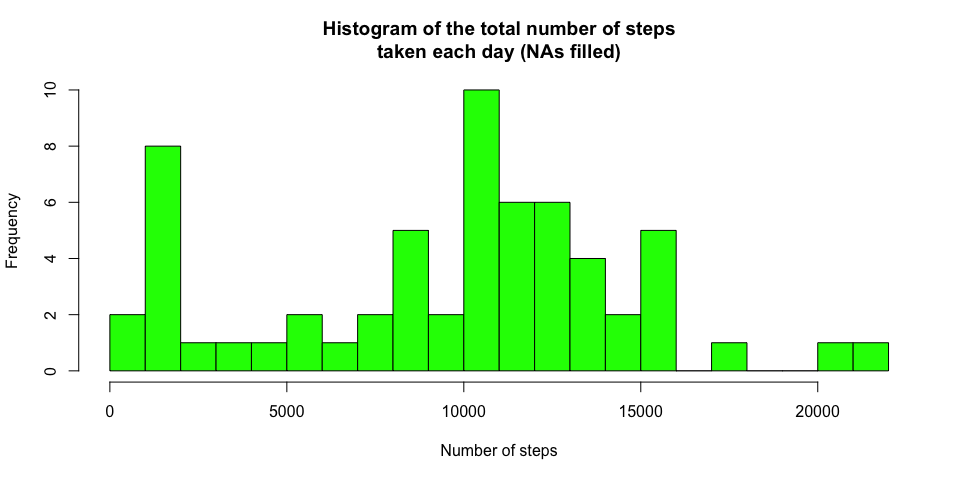 Histogram of the total number of steps
taken each day (NAs filled)
Frequency
10
8
6
4
2
0
0 5000 10000 15000 20000
Number of steps